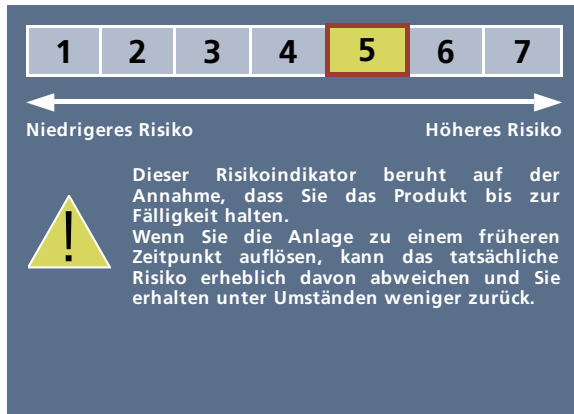 1 2 3 4 5 6 7
Niedrigeres Risiko Höheres Risiko
Dieser Risikoindikator beruht auf der
Annahme, dass Sie das Produkt bis zur
Fälligkeit halten.
Wenn Sie die Anlage zu einem früheren
Zeitpunkt auflösen, kann das tatsächliche
Risiko erheblich davon abweichen und Sie
erhalten unter Umständen weniger zurück.
!